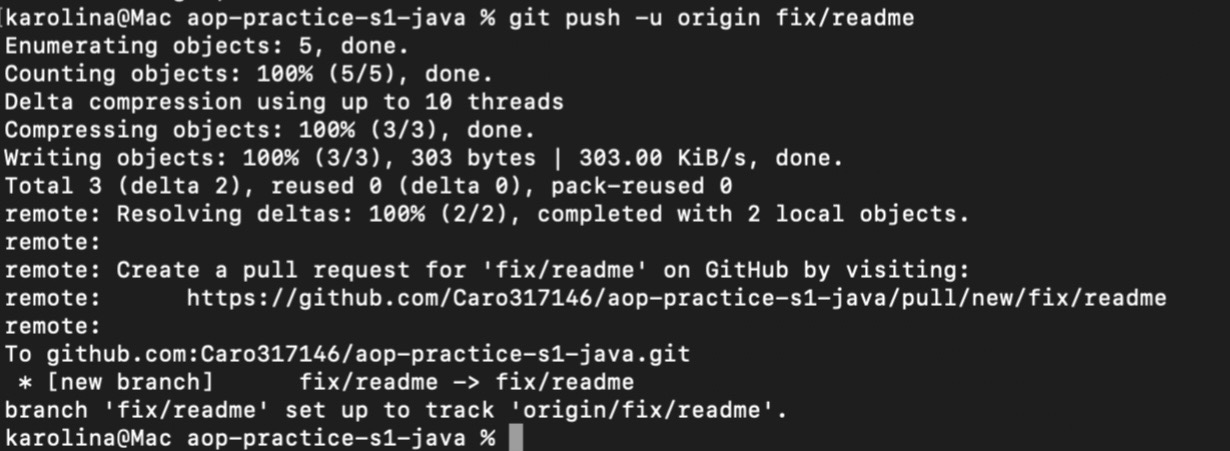 [karolina@Mac aop-practice-s1-java % git push -u origin fix/readme
Enumerating objects: 5, done.
Counting objects: 100% (5/5), done.
Delta compression using up to 10 threads
Compressing objects: 100% (3/3), done.
Writing objects: 100% (3/3), 303 bytes | 303.00 KiB/s, done.
Total 3 (delta 2), reused 0 (delta 0), pack-reused 0
remote: Resolving deltas: 100% (2/2), completed with 2 local objects.
remote:
remote: Create a pull request for 'fix/readme' on GitHub by visiting:
remote:      https://github.com/Caro317146/aop-practice-s1-java/pull/new/fix/readme
remote:
To github.com:Caro317146/aop-practice-s1-java.git
 * [new branch]      fix/readme -> fix/readme
branch 'fix/readme' set up to track 'origin/fix/readme'.
karolina@Mac aop-practice-s1-java %